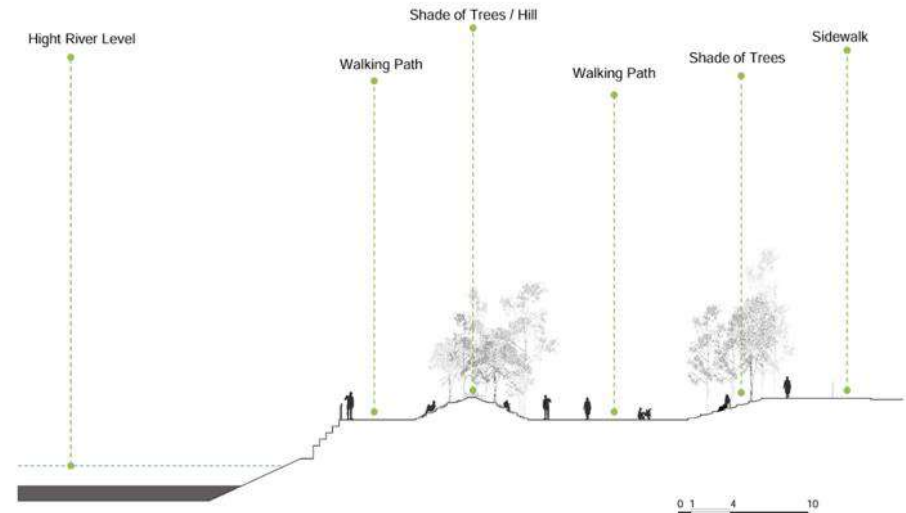 Hight River Level
Walking Path
Shade of Trees / Hill
Walking Path
Shade of Trees
Sidewalk
0 1 4 10